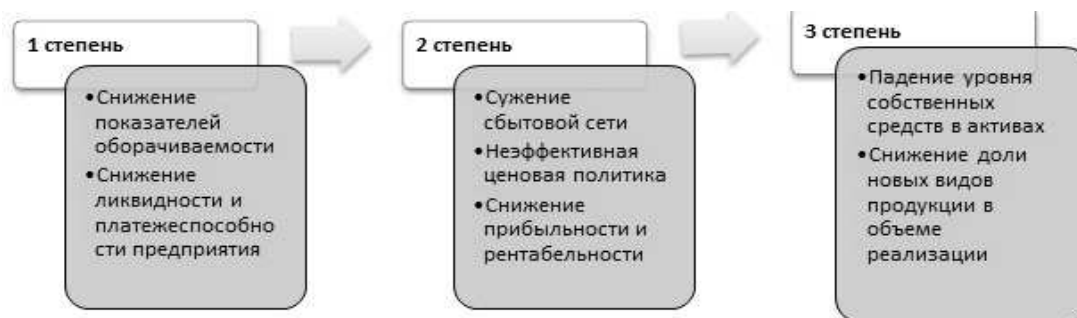 1 степень
•Снижение
показателей
оборачиваемости
•Снижение
ликвидности и
платежеспособно
сти предприятия
2 степень
•Сужение
сбытовой сети
•Неэффективная
ценовая политика
•Снижение
прибыльности и
рентабельности
3 степень
•Падение уровня
собственных
средств в активах
•Снижение доли
новых видов
продукции в
объеме
реализации